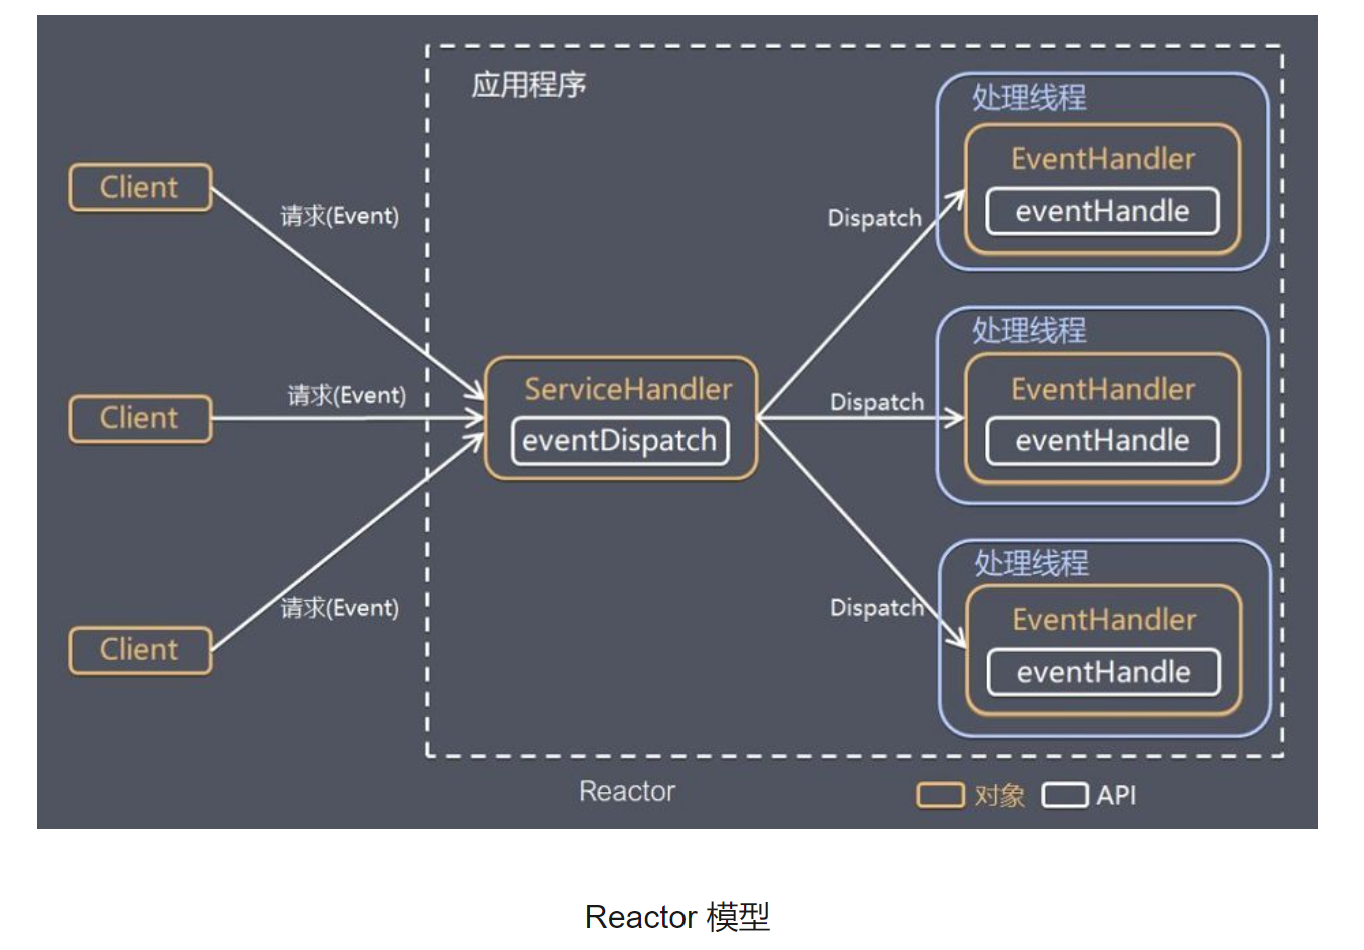 应用程序
处理线程
EventHandler
eventHandle
Client
请求(Event)
Dispatch
处理线程
EventHandler
eventHandle
Client
请求(Event)
ServiceHandler
eventDispatch
Dispatch
处理线程
EventHandler
eventHandle
Client
请求(Event)
Dispatch
Reactor
对象
API
Reactor 模型